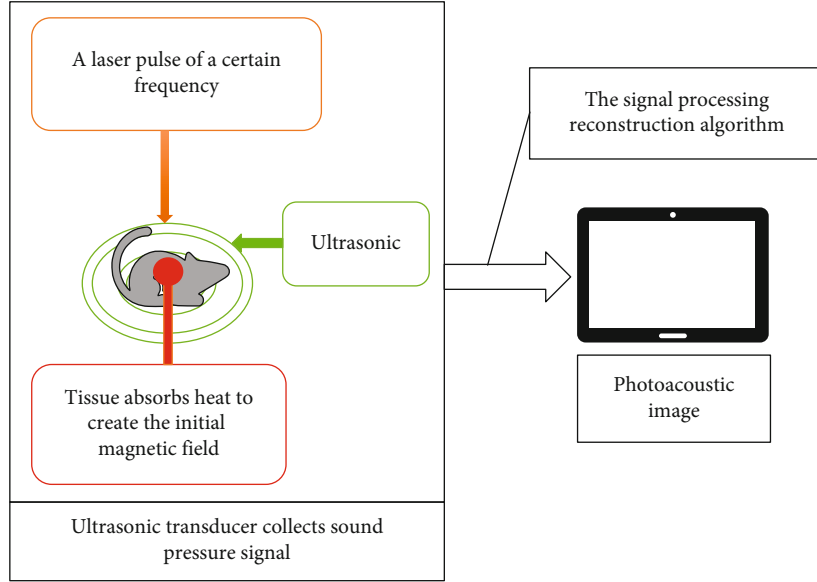 A laser pulse of a certain
frequency
The signal processing
reconstruction algorithm
Ultrasonic
Tissue absorbs heat to
create the initial
magnetic field
Photoacoustic
image
Ultrasonic transducer collects sound
pressure signal